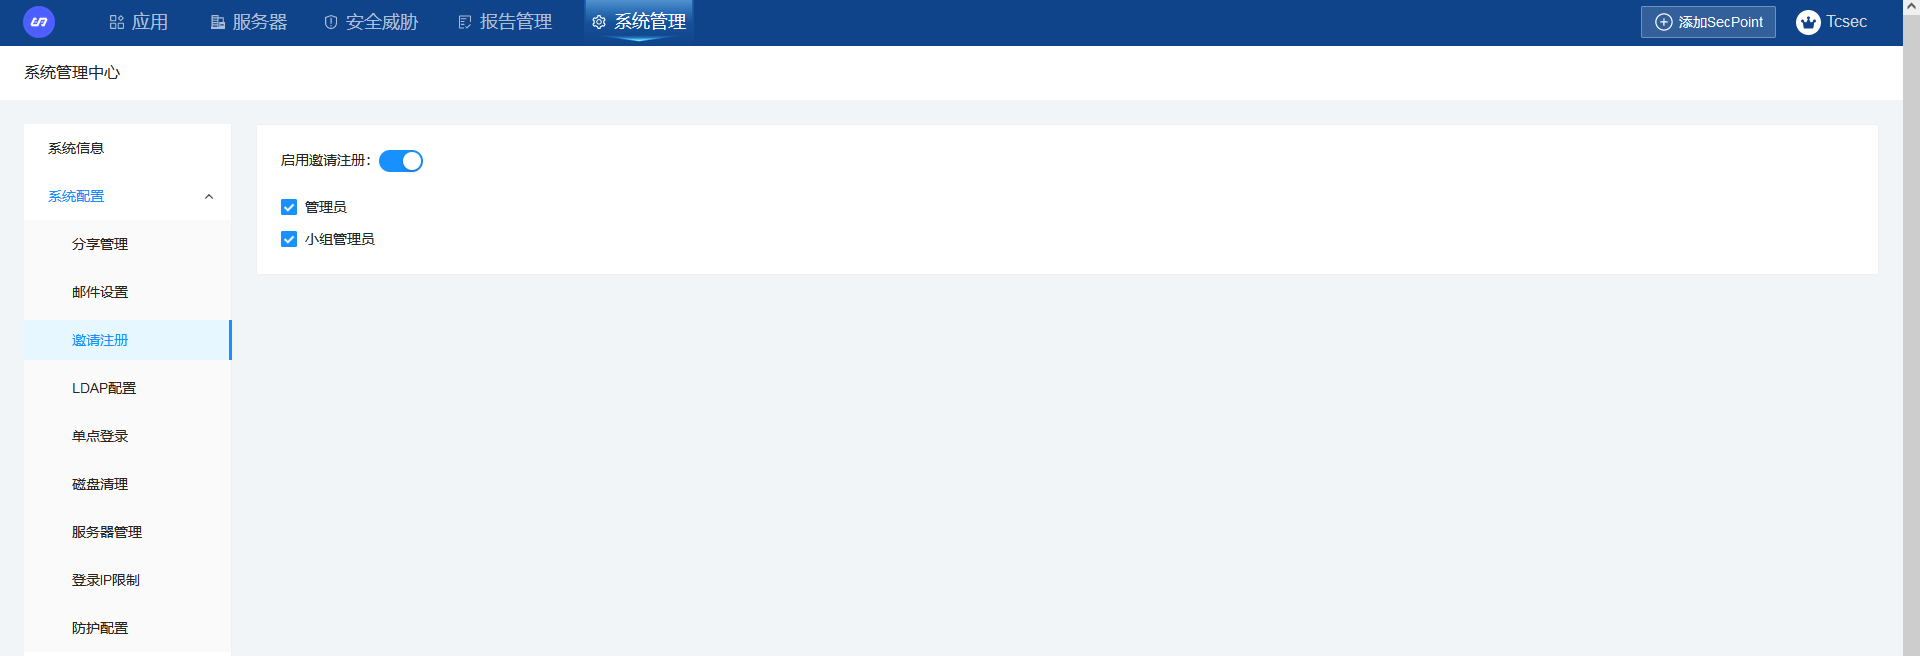 应用
服务器
安全威胁
报告管理
系统管理
添加SecPoint
Tcsec
系统管理中心
系统信息
系统配置
分享管理
邮件设置
邀请注册
LDAP配置
单点登录
磁盘清理
服务器管理
登录IP限制
防护配置
启用邀请注册：
管理员
小组管理员